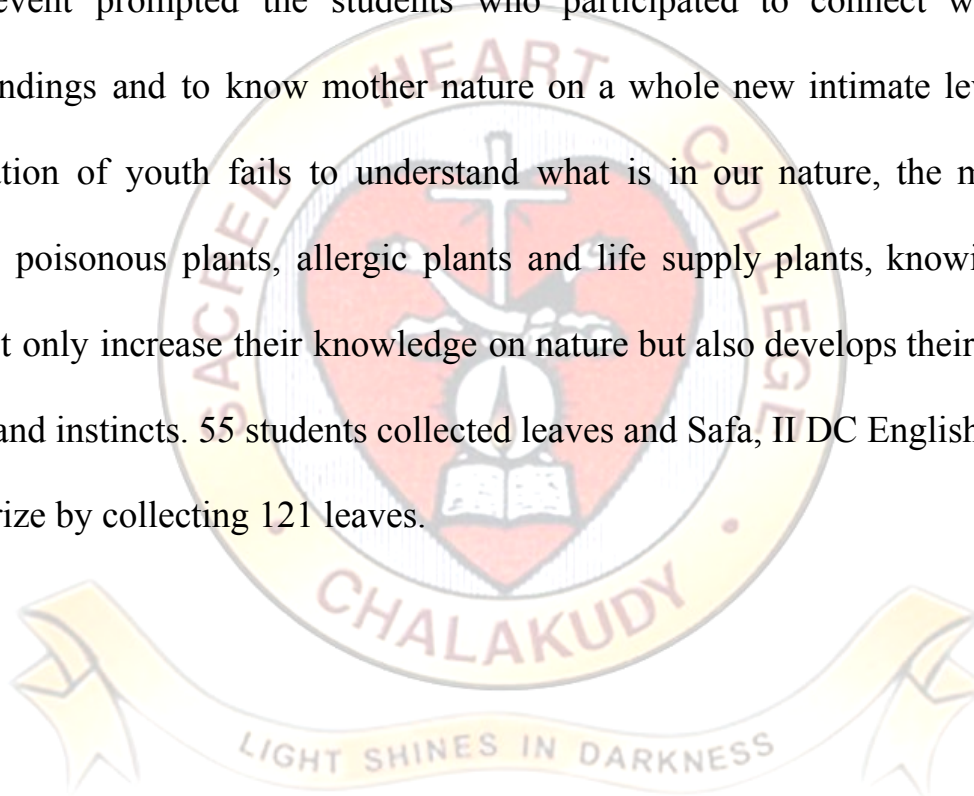 event prompted the students who participated to connect w
ndings and to know mother nature on a whole new intimate le
tion of youth fails to understand what is in our nature, the m
poisonous plants, allergic plants and life supply plants, knowi
t only increase their knowledge on nature but also develops their
and instincts. 55 students collected leaves and Safa, II DC English
rize by collecting 121 leaves.
SACRED HEART COLLEGE
CHALAKUDY
LIGHT SHINES IN DARKNESS